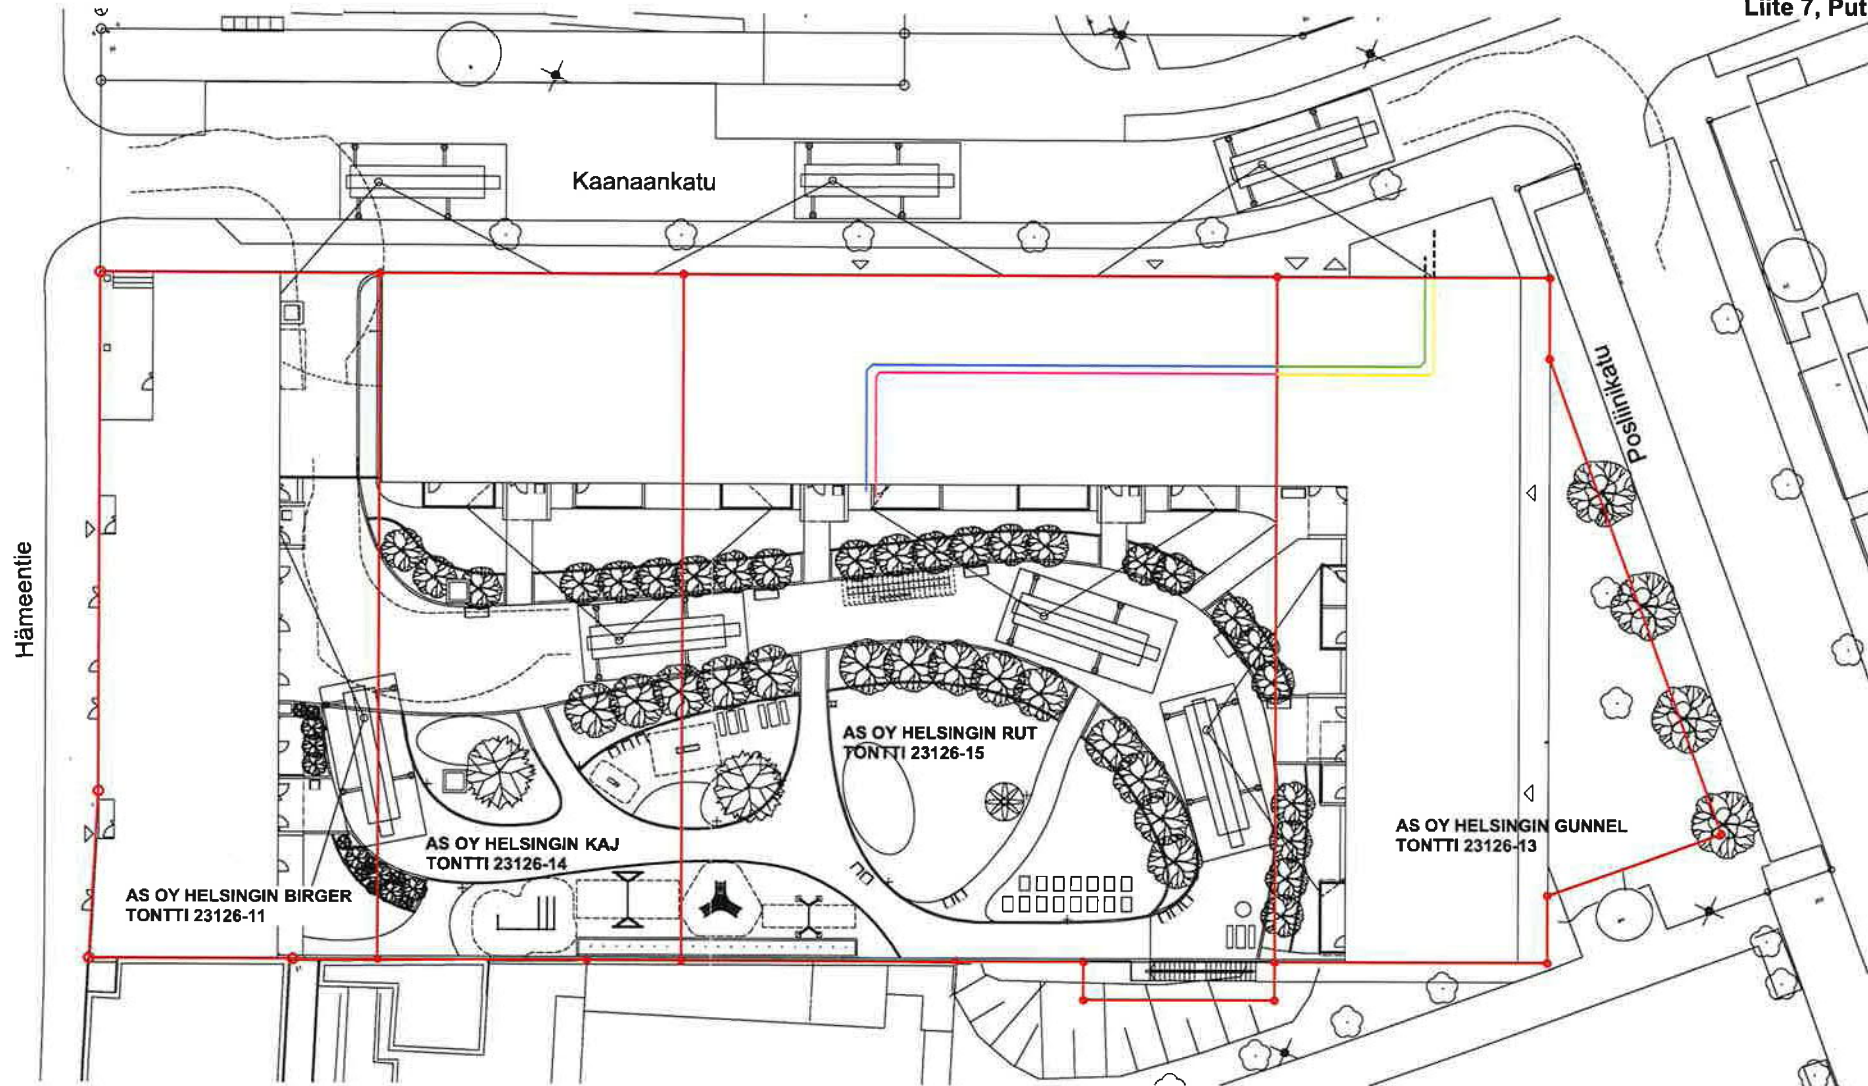 Liite 7, Put
Kaanaankatu
Posliinikatu
Hämeentie
AS OY HELSINGIN RUT
TONTTI 23126-15
AS OY HELSINGIN KAJ
TONTTI 23126-14
AS OY HELSINGIN GUNNEL
TONTTI 23126-13
AS OY HELSINGIN BIRGER
TONTTI 23126-11